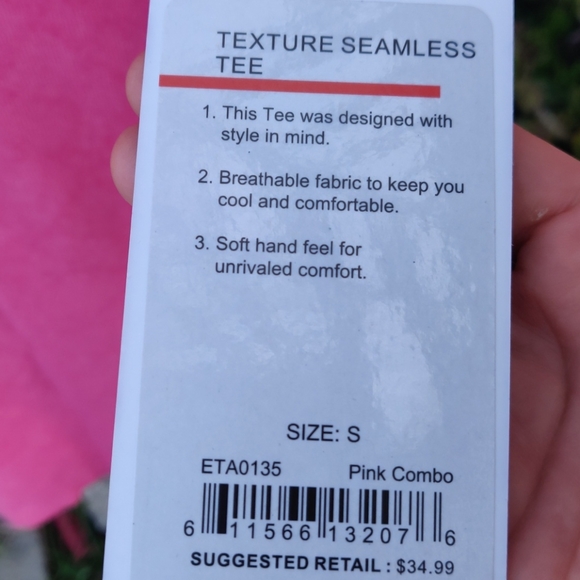 TEXTURE SEAMLESS
TEE
1. This Tee was designed with
style in mind.
2. Breathable fabric to keep you
cool and comfortable.
3. Soft hand feel for
unrivaled comfort.
SIZE: S
ETA0135 Pink Combo
6 11566 13207 6
SUGGESTED RETAIL : $34.99